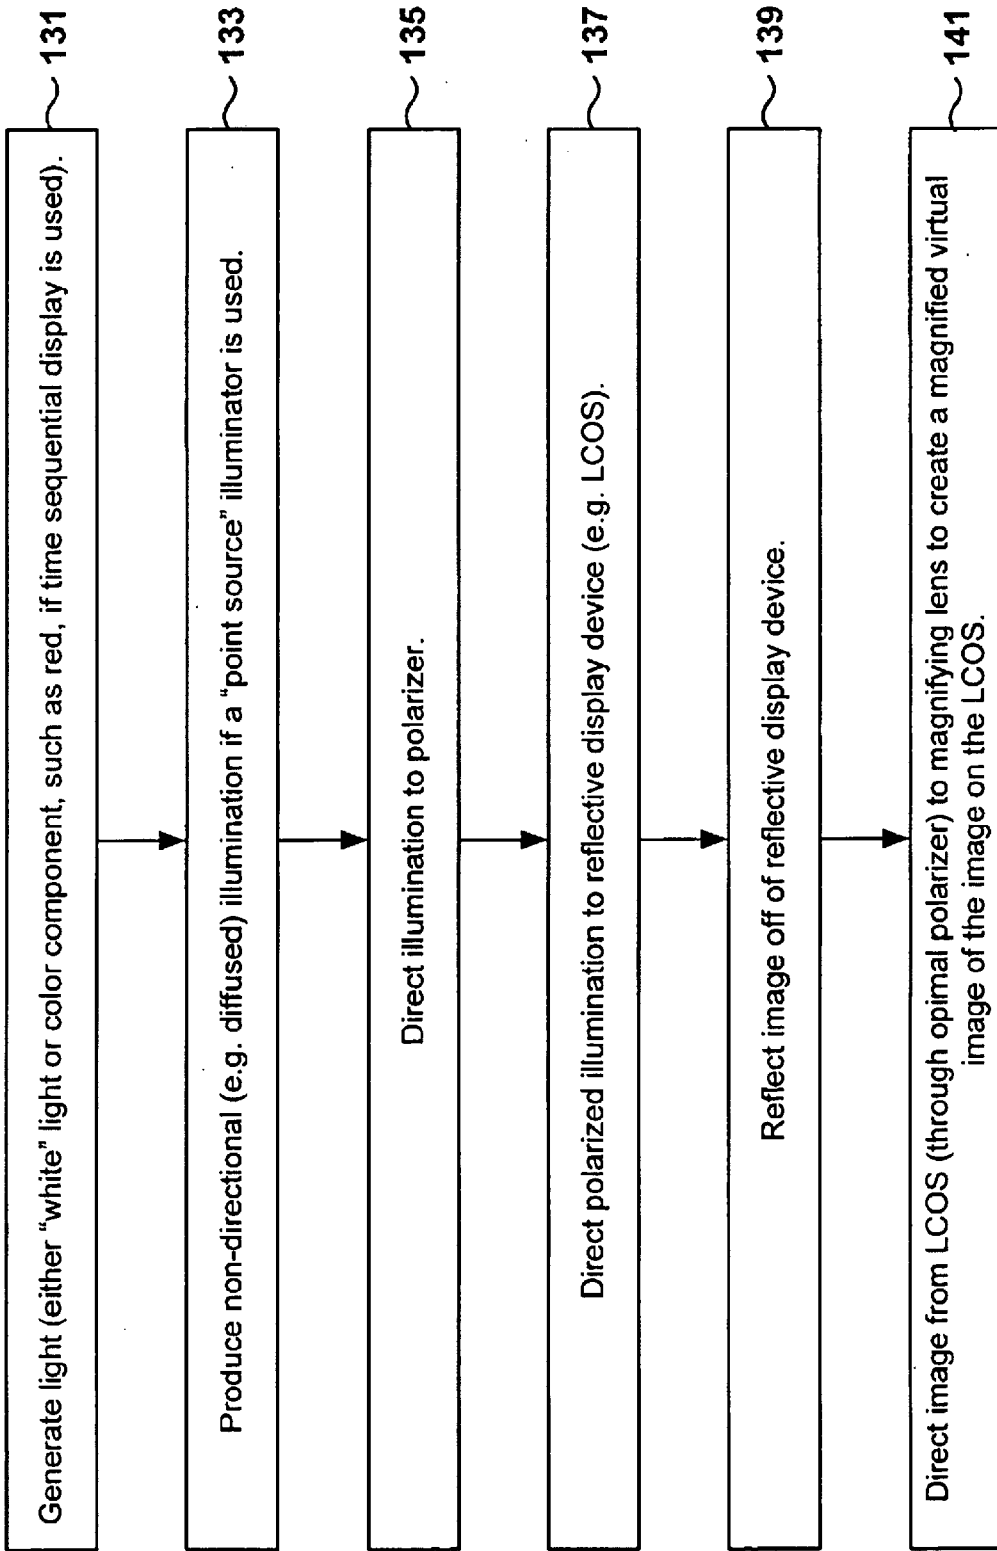 Generate light (either "white" light or color component, such as red, if time sequential display is used).
131
Produce non-directional (e.g. diffused) illumination if a "point source" illuminator is used.
133
Direct illumination to polarizer.
135
Direct polarized illumination to reflective display device (e.g. LCOS).
137
Reflect image off of reflective display device.
139
Direct image from LCOS (through opimal polarizer) to magnifying lens to create a magnified virtual
image of the image on the LCOS.
141